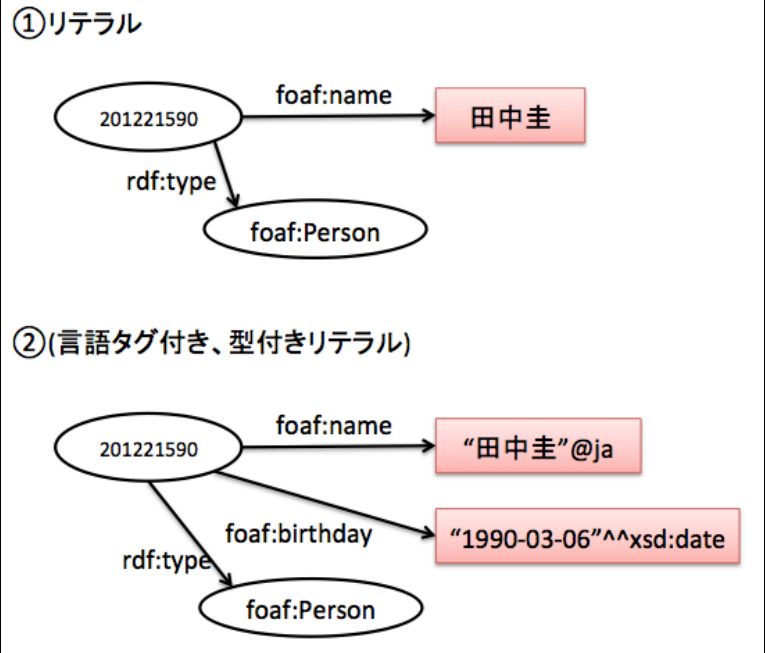 ①リテラル
foaf:name
201221590
田中圭
rdf:type
foaf:Person
②(言語タグ付き、型付きリテラル)
foaf:name
201221590
“田中圭”@ja
foaf:birthday
“1990-03-06”^^xsd:date
rdf:type
foaf:Person